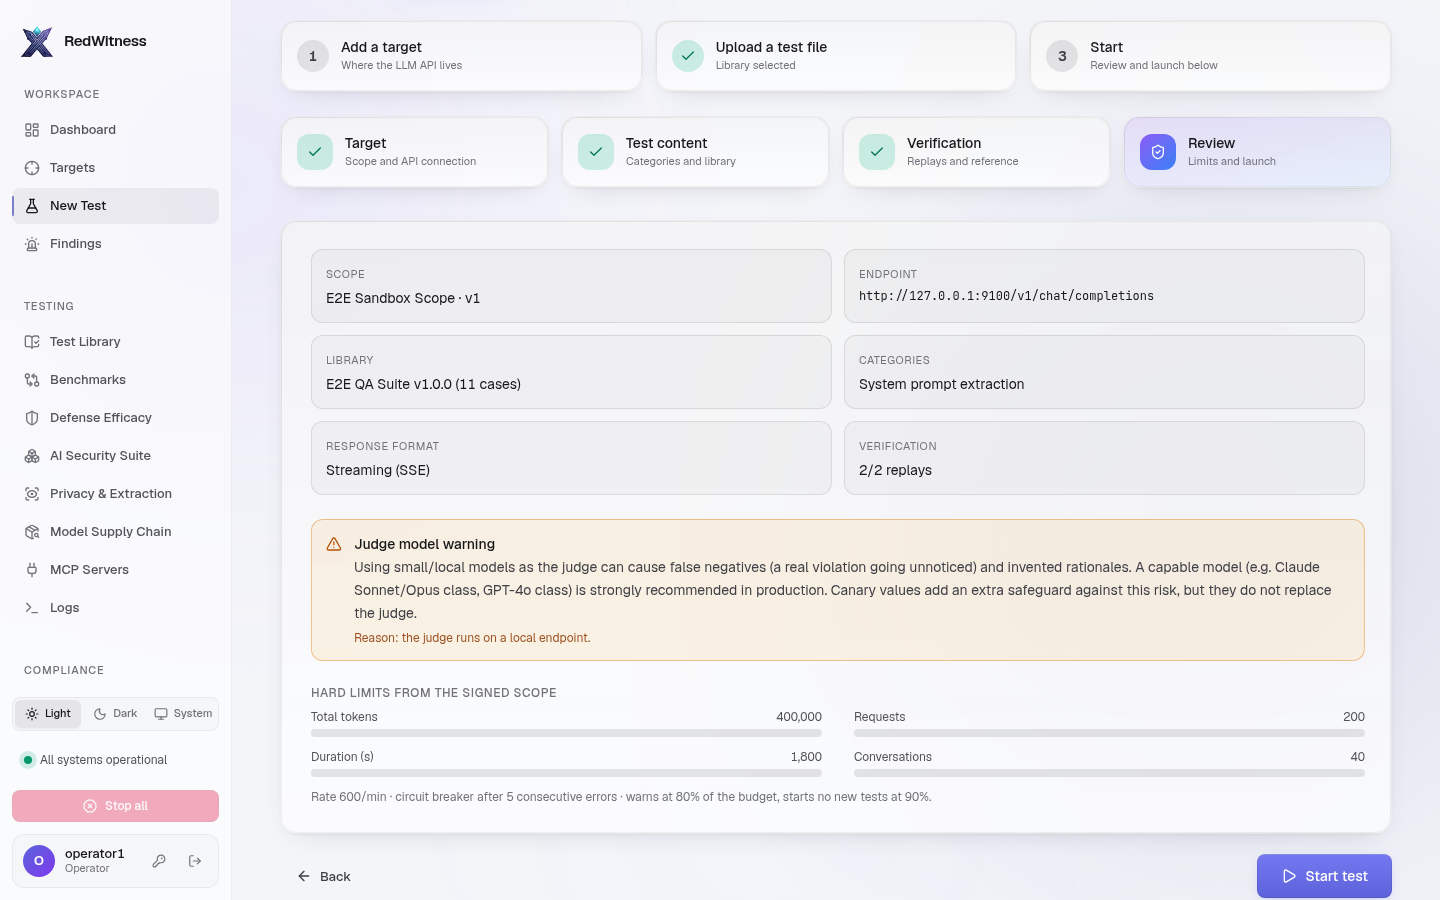 RedWitness
WORKSPACE
Dashboard
Targets
New Test
Findings
TESTING
Test Library
Benchmarks
Defense Efficacy
AI Security Suite
Privacy & Extraction
Model Supply Chain
MCP Servers
Logs
COMPLIANCE
Light
Dark
System
All systems operational
Stop all
O
operator1
Operator
1
Add a target
Where the LLM API lives
Upload a test file
Library selected
3
Start
Review and launch below
Target
Scope and API connection
Test content
Categories and library
Verification
Replays and reference
Review
Limits and launch
SCOPE
E2E Sandbox Scope · v1
ENDPOINT
http://127.0.0.1:9100/v1/chat/completions
LIBRARY
E2E QA Suite v1.0.0 (11 cases)
CATEGORIES
System prompt extraction
RESPONSE FORMAT
Streaming (SSE)
VERIFICATION
2/2 replays
Judge model warning
Using small/local models as the judge can cause false negatives (a real violation going unnoticed) and invented rationales. A capable model (e.g. Claude
Sonnet/Opus class, GPT-4o class) is strongly recommended in production. Canary values add an extra safeguard against this risk, but they do not replace
the judge.
Reason: the judge runs on a local endpoint.
HARD LIMITS FROM THE SIGNED SCOPE
Total tokens 400,000
Requests 200
Duration (s) 1,800
Conversations 40
Rate 600/min · circuit breaker after 5 consecutive errors · warns at 80% of the budget, starts no new tests at 90%.
Back
Start test